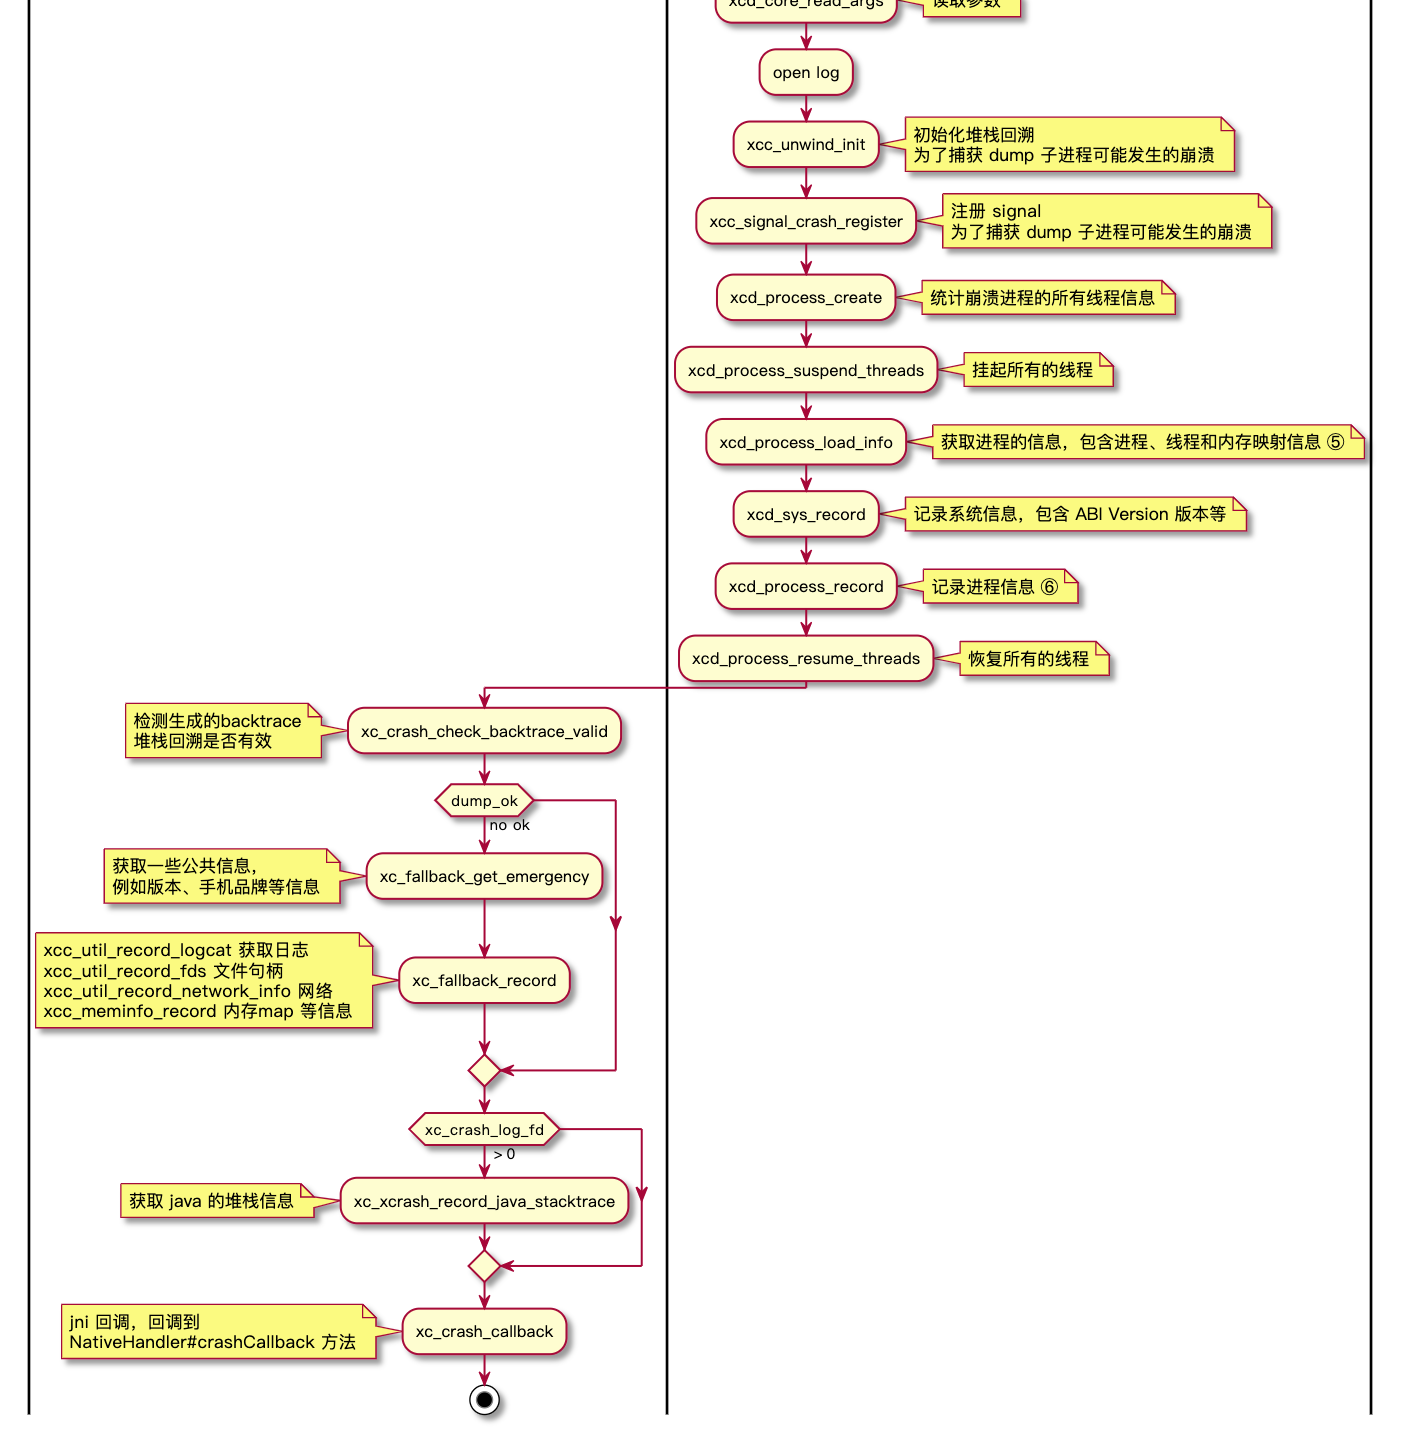 xcd_core_read_args
读取参数
open log
xcc_unwind_init
初始化堆栈回溯
为了捕获 dump 子进程可能发生的崩溃
xcc_signal_crash_register
注册 signal
为了捕获 dump 子进程可能发生的崩溃
xcd_process_create
统计崩溃进程的所有线程信息
xcd_process_suspend_threads
挂起所有的线程
xcd_process_load_info
获取进程的信息，包含进程、线程和内存映射信息 ⑤
xcd_sys_record
记录系统信息，包含 ABI Version 版本等
xcd_process_record
记录进程信息 ⑥
xcd_process_resume_threads
恢复所有的线程
检测生成的backtrace
堆栈回溯是否有效
xc_crash_check_backtrace_valid
dump_ok
no ok
获取一些公共信息，
例如版本、手机品牌等信息
xc_fallback_get_emergency
xcc_util_record_logcat 获取日志
xcc_util_record_fds 文件句柄
xcc_util_record_network_info 网络
xcc_meminfo_record 内存map 等信息
xc_fallback_record
xc_crash_log_fd
> 0
获取 java 的堆栈信息
xc_xcrash_record_java_stacktrace
jni 回调，回调到
NativeHandler#crashCallback 方法
xc_crash_callback